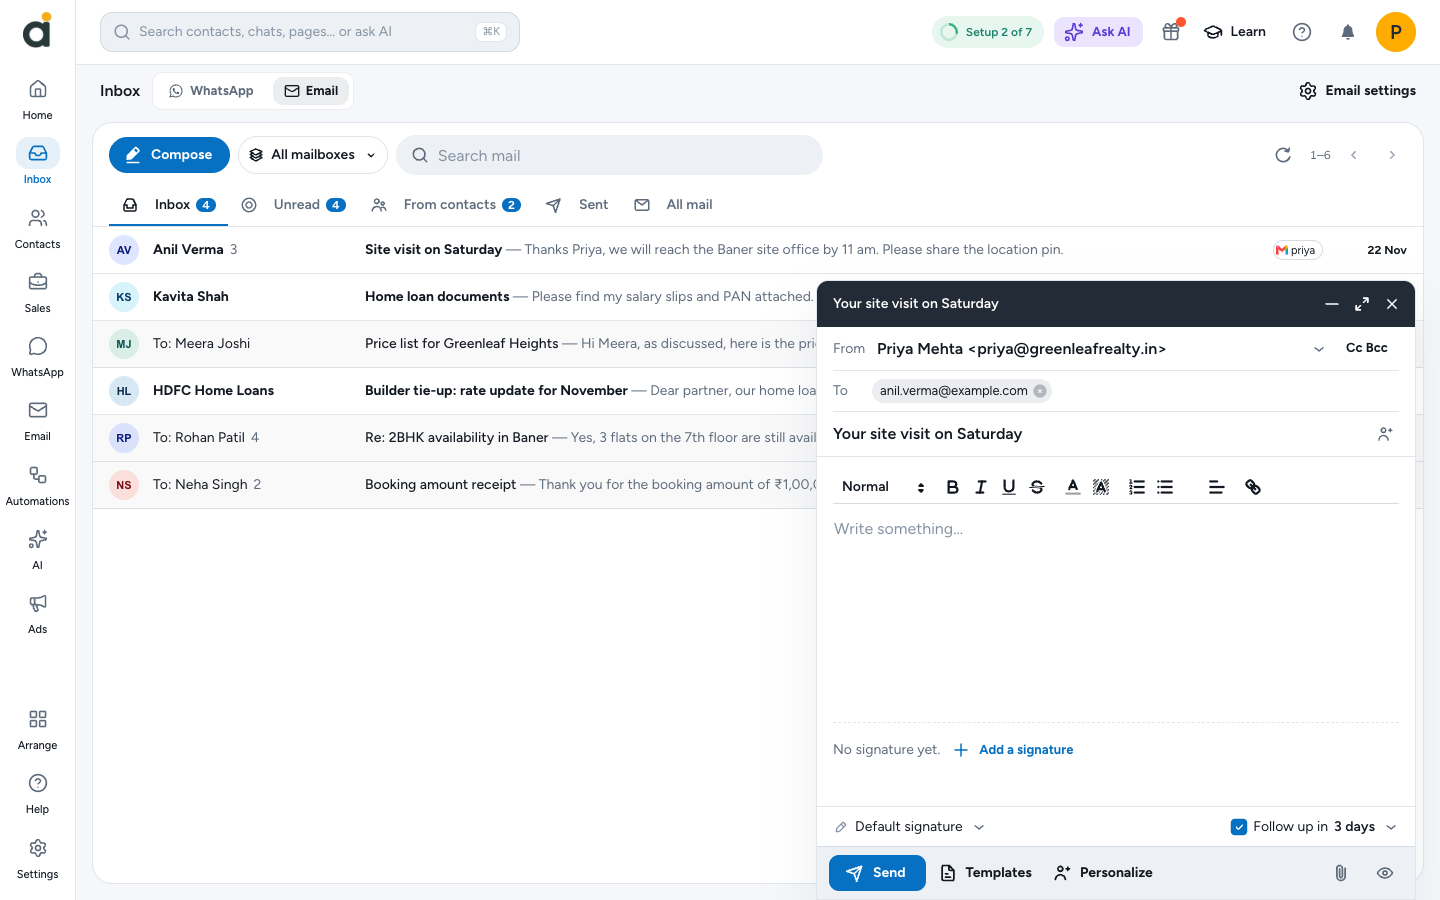 Search contacts, chats, pages... or ask AI
⌘K
Setup 2 of 7
Ask AI
Learn
P
Home
Inbox
Contacts
Sales
WhatsApp
Email
Automations
AI
Ads
Arrange
Help
Settings
Inbox
WhatsApp
Email
Email settings
Compose
All mailboxes
Search mail
1–6
Inbox 4
Unread 4
From contacts 2
Sent
All mail
AV Anil Verma 3 Site visit on Saturday — Thanks Priya, we will reach the Baner site office by 11 am. Please share the location pin. priya 22 Nov
KS Kavita Shah Home loan documents — Please find my salary slips and PAN attached.
MJ To: Meera Joshi Price list for Greenleaf Heights — Hi Meera, as discussed, here is the
HL HDFC Home Loans Builder tie-up: rate update for November — Dear partner, our home
RP To: Rohan Patil 4 Re: 2BHK availability in Baner — Yes, 3 flats on the 7th floor are still
NS To: Neha Singh 2 Booking amount receipt — Thank you for the booking amount of
Your site visit on Saturday
From Priya Mehta <priya@greenleafrealty.in> Cc Bcc
To anil.verma@example.com
Your site visit on Saturday
Normal B I U S A A
Write something...
No signature yet. Add a signature
Default signature
Follow up in 3 days
Send
Templates
Personalize